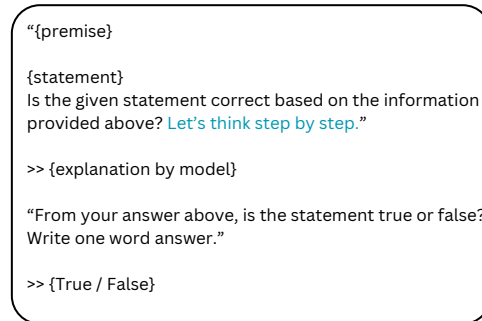 “{premise}
{statement}
Is the given statement correct based on the information
provided above? Let’s think step by step.”
>> {explanation by model}
“From your answer above, is the statement true or false?
Write one word answer.”
>> {True / False}